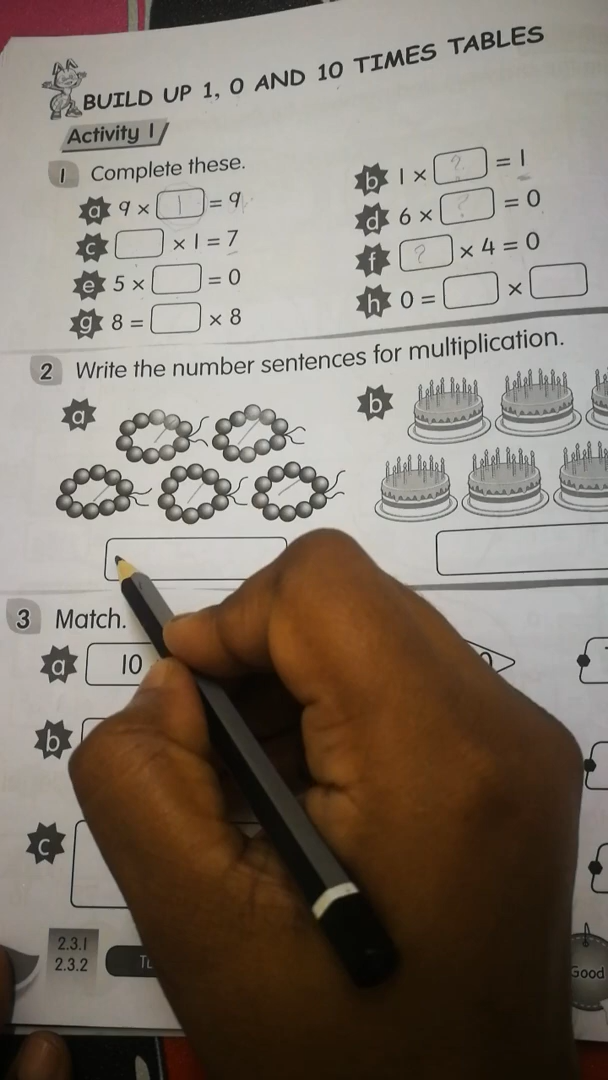 BUILD UP 1, 0 AND 10 TIMES TABLES
Activity 1
1 Complete these.
a 9 × 1 = 9
b 1 × ? = 1
c × 1 = 7
d 6 × ? = 0
e 5 × = 0
f ? × 4 = 0
g 8 = × 8
h 0 = ×
2 Write the number sentences for multiplication.
a
b
3 Match.
a 10
b
c
2.3.1
2.3.2
Good